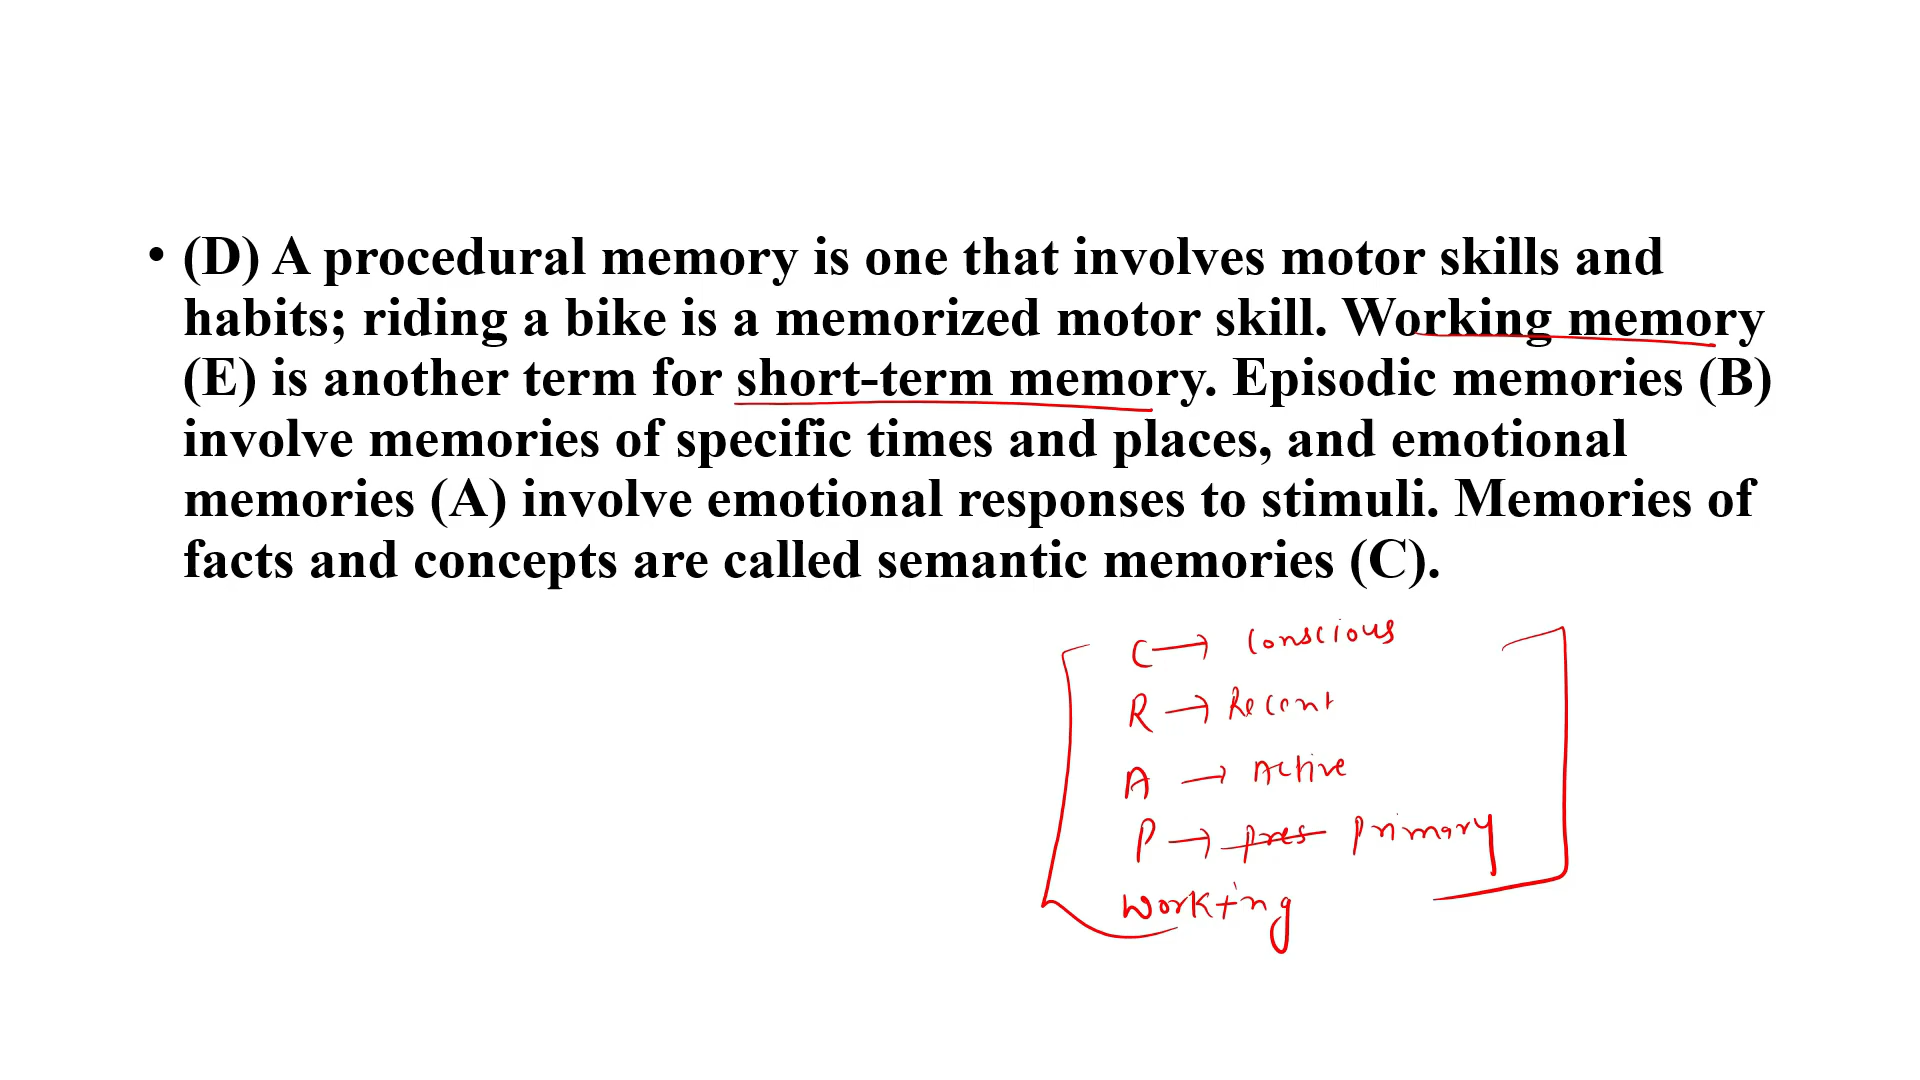 • (D) A procedural memory is one that involves motor skills and
habits; riding a bike is a memorized motor skill. Working memory
(E) is another term for short-term memory. Episodic memories (B)
involve memories of specific times and places, and emotional
memories (A) involve emotional responses to stimuli. Memories of
facts and concepts are called semantic memories (C).
C → Conscious
R → Recent
A → Active
P → pres primary
Working